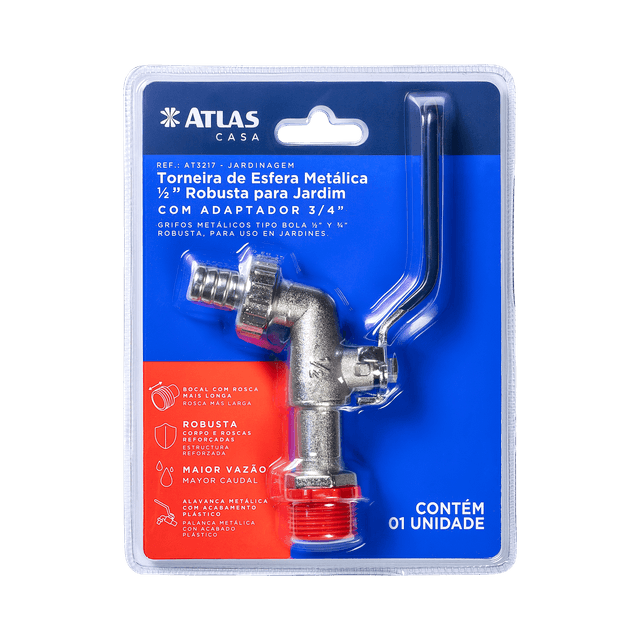 ATLAS
CASA
REF.: AT3217 - JARDINAGEM
Torneira de Esfera Metálica
½” Robusta para Jardim
COM ADAPTADOR 3/4”
GRIFOS METÁLICOS TIPO BOLA ½” Y ¾”
ROBUSTA, PARA USO EN JARDINES.
BOCAL COM ROSCA
MAIS LONGA
ROSCA MÁS LARGA
ROBUSTA
CORPO E ROSCAS
REFORÇADAS
ESTRUCTURA
REFORZADA
MAIOR VAZÃO
MAYOR CAUDAL
ALAVANCA METÁLICA
COM ACABAMENTO
PLÁSTICO
PALANCA METÁLICA
CON ACABADO
PLÁSTICO
1/2
CONTÉM
01 UNIDADE